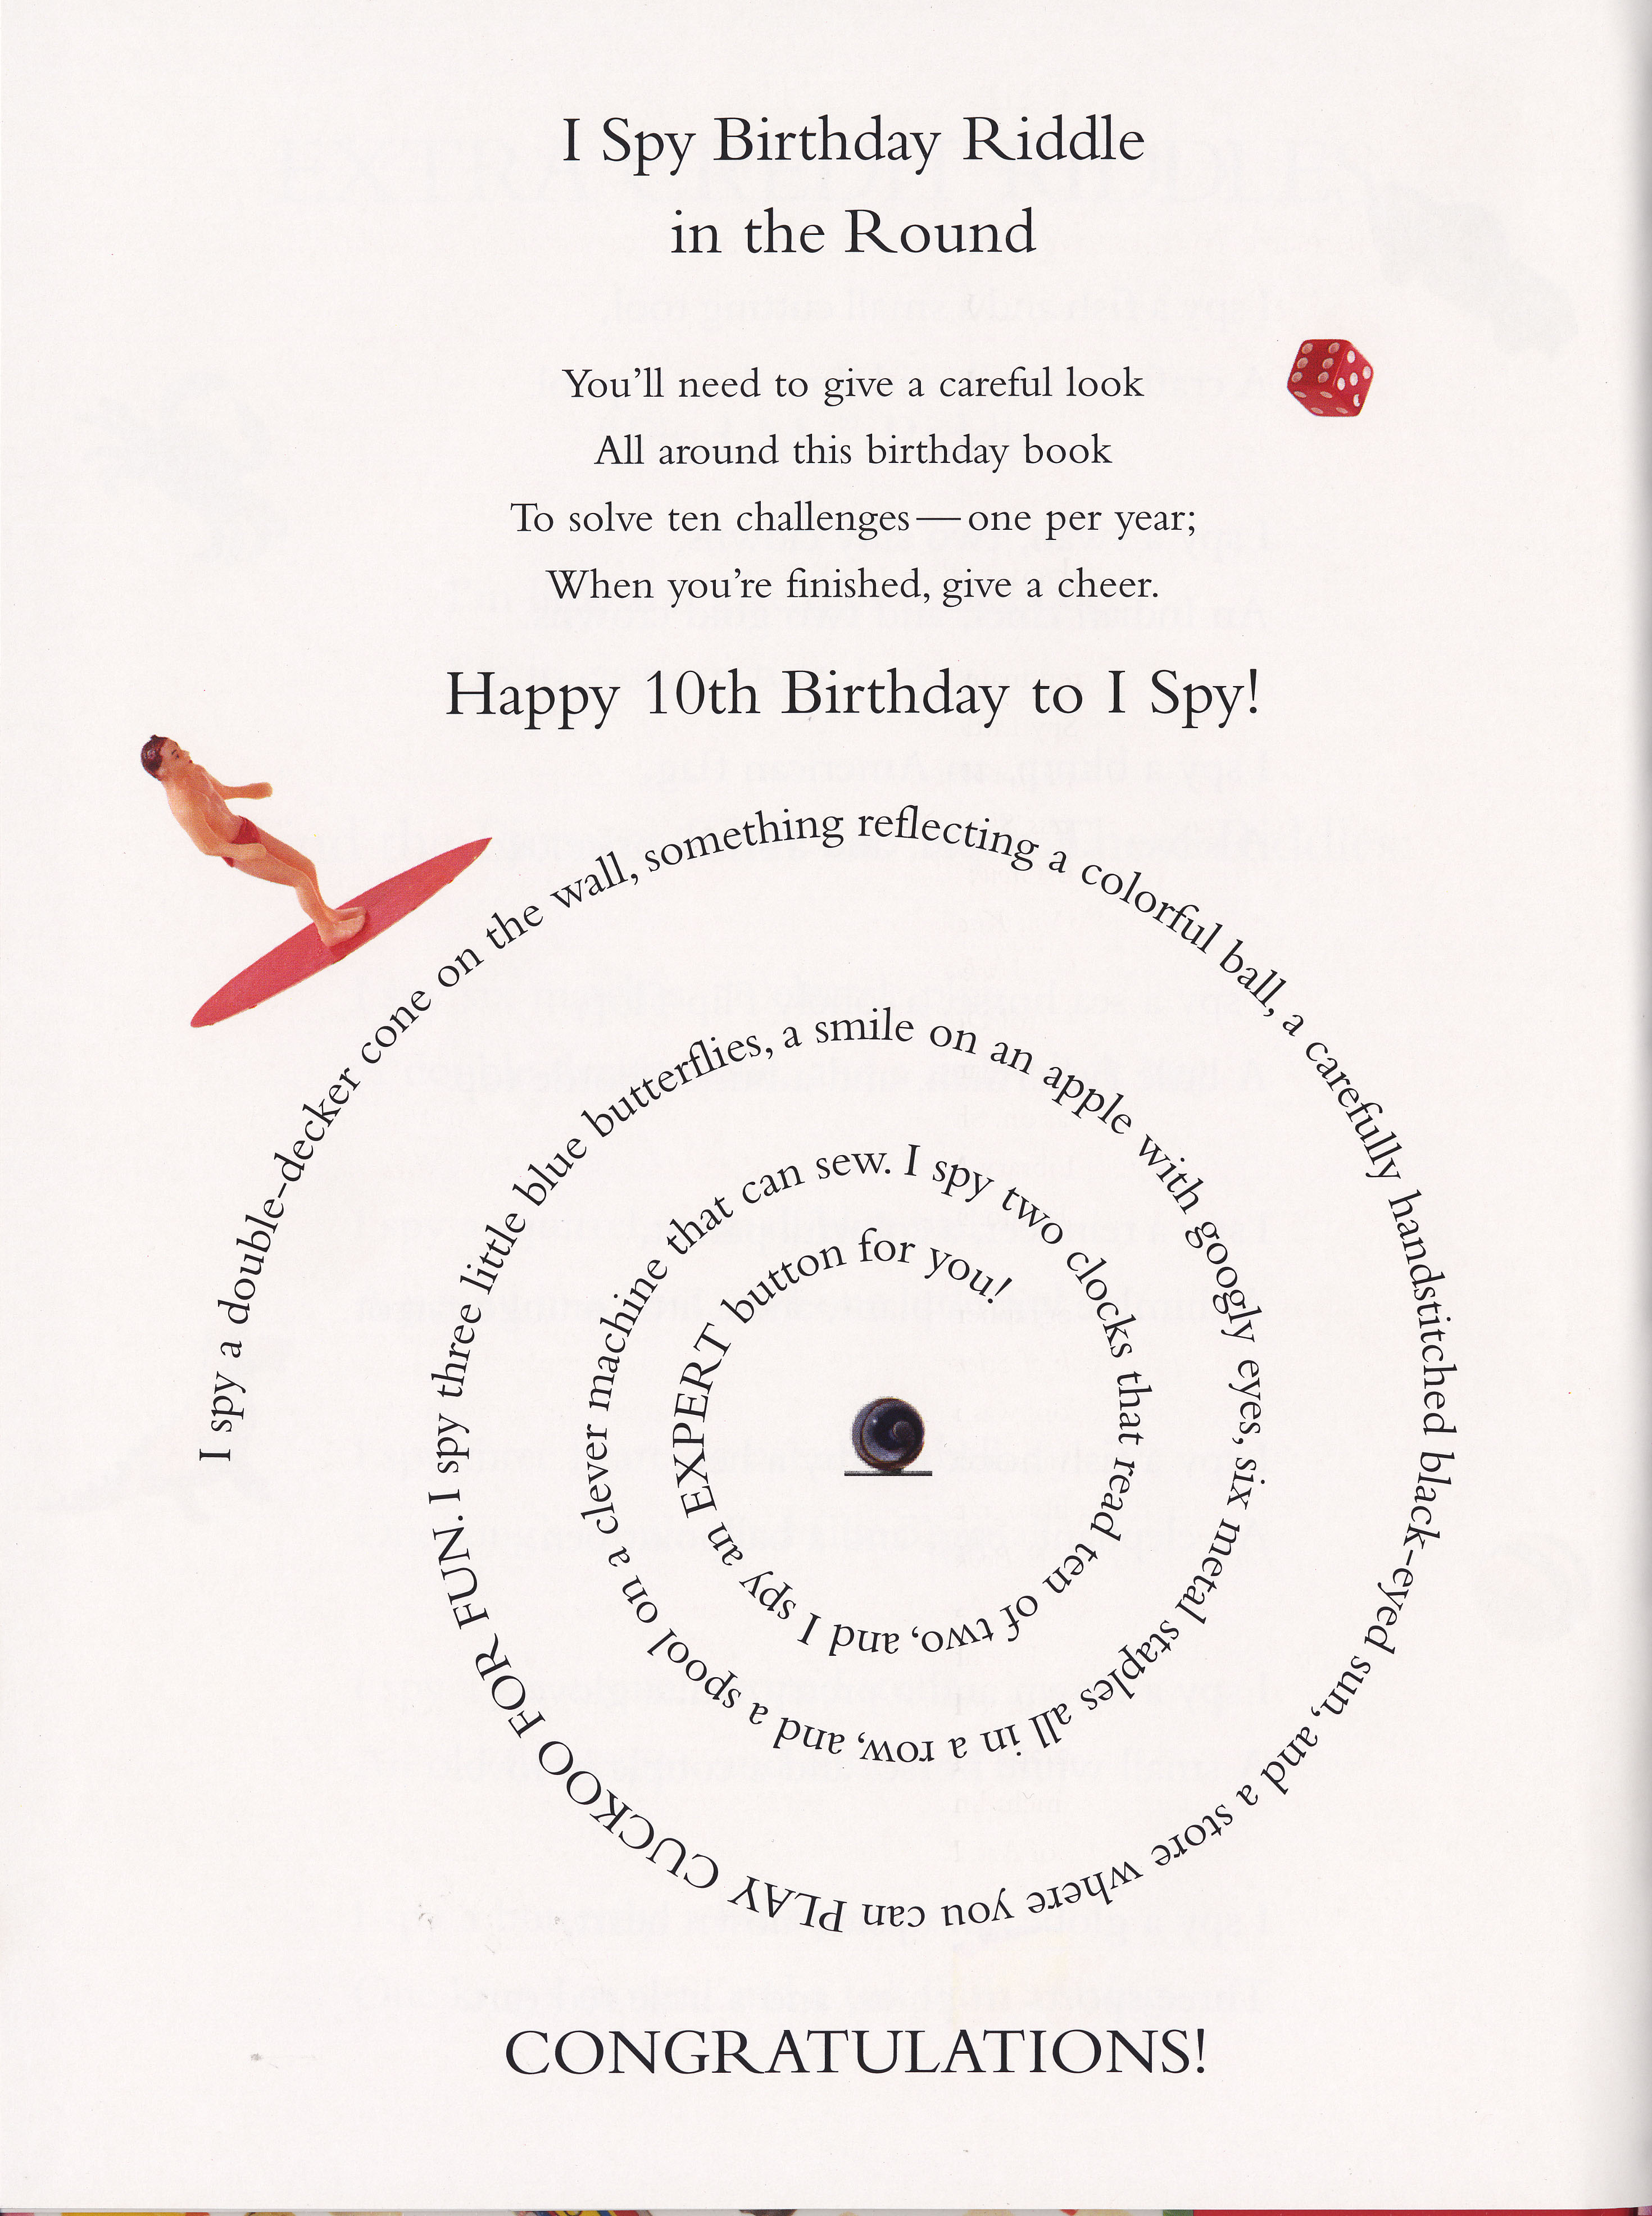 I Spy Birthday Riddle
in the Round
You'll need to give a careful look
All around this birthday book
To solve ten challenges—one per year;
When you're finished, give a cheer.
Happy 10th Birthday to I Spy!
I spy a double-decker cone on the wall, something reflecting a colorful ball, a carefully handstitched black-eyed sun, and a store where you can PLAY CUCKOO FOR FUN. I spy three little blue butterflies, a smile on an apple with googly eyes, six metal staples all in a row, and a spool on a clever machine that can sew. I spy two clocks that read ten of two, and I spy an EXPERT button for you!
CONGRATULATIONS!